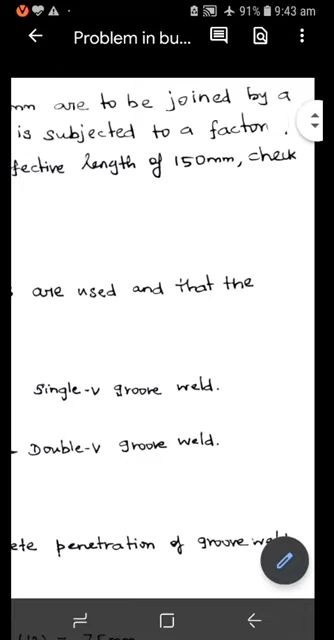 91% 9:43 am
Problem in bu...
mm are to be joined by a
is subjected to a factor.
fective length of 150mm, check
are used and that the
Single-V groove weld.
- Double-V groove weld.
ete penetration of groove weld